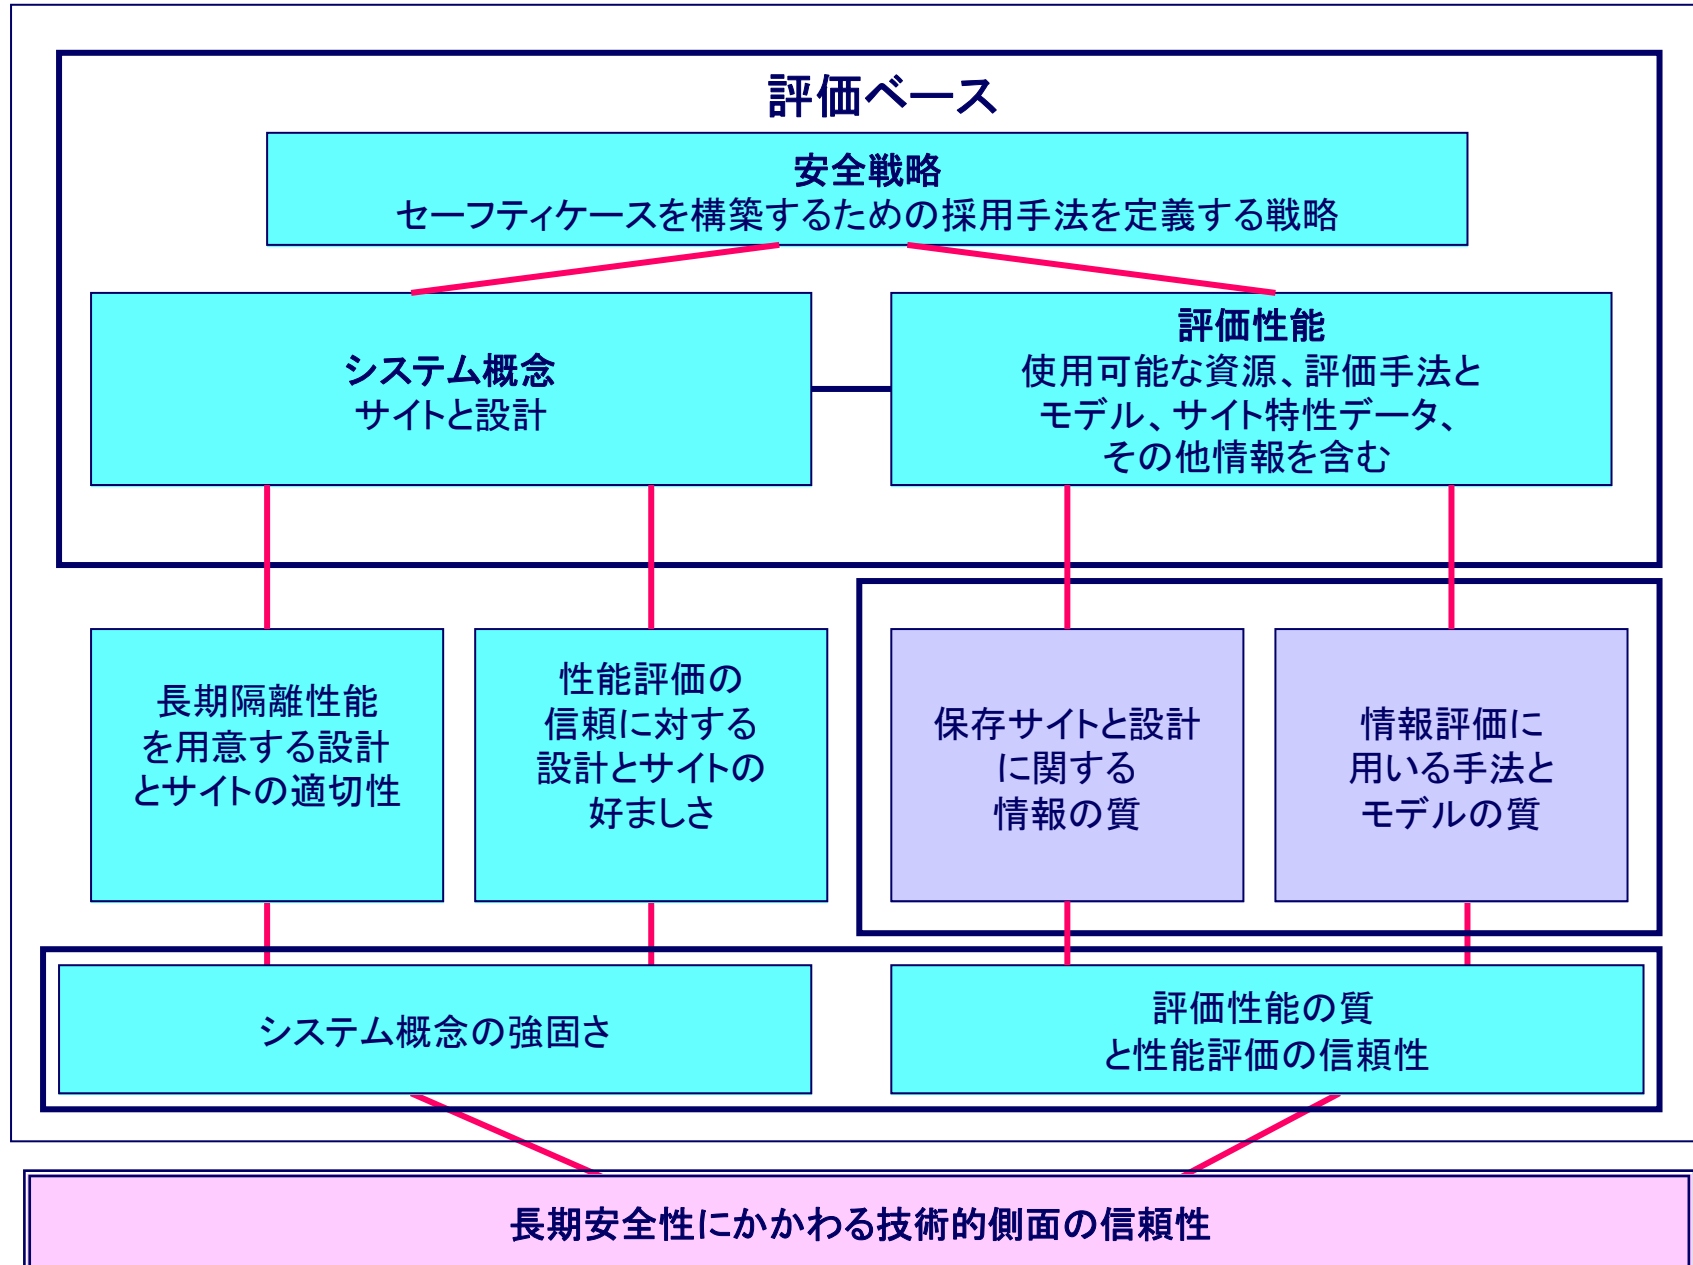 評価ベース
安全戦略
セーフティケースを構築するための採用手法を定義する戦略
システム概念
サイトと設計
評価性能
使用可能な資源、評価手法と
モデル、サイト特性データ、
その他情報を含む
長期隔離性能
を用意する設計
とサイトの適切性
性能評価の
信頼に対する
設計とサイトの
好ましさ
保存サイトと設計
に関する
情報の質
情報評価に
用いる手法と
モデルの質
システム概念の強固さ
評価性能の質
と性能評価の信頼性
長期安全性にかかわる技術的側面の信頼性